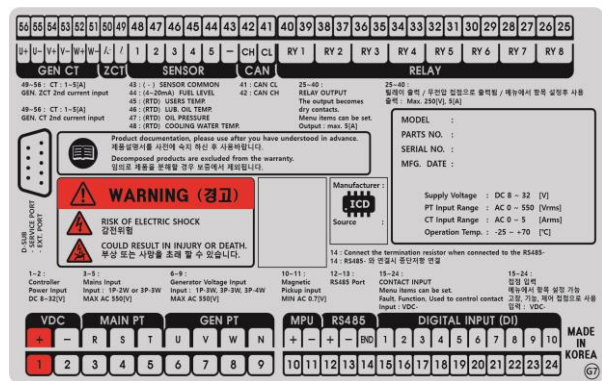 56 55 54 53 52 51 50 49 48 47 46 45 44 43 42 41 40 39 38 37 36 35 34 33 32 31 30 29 28 27 26 25
U+ U- V+ V- W+ W- 1 2 3 4 5 - CH CL RY 1 RY 2 RY 3 RY 4 RY 5 RY 6 RY 7 RY 8
GEN CT ZCT SENSOR CAN RELAY
49~56 : CT : 1~5[A]
GEN. ZCT 2nd current input
49~56 : CT : 1~5[A]
GEN. CT 2nd current input
43 : ( - ) SENSOR COMMON
44 : (4~20mA) FUEL LEVEL
45 : (RTD) USERS TEMP.
46 : (RTD) LUB. OIL TEMP.
47 : (RTD) OIL PRESSURE
48 : (RTD) COOLING WATER TEMP.
41 : CAN CL
42 : CAN CH
25~40 :
RELAY OUTPUT
The output becomes
dry contacts.
Menu items can be set.
Output : max. 5[A]
25~40 :
릴레이 출력 / 무전압 접점으로 출력됨 / 메뉴에서 항목 설정후 사용
출력 : Max. 250[V], 5[A]
Product documentation, please use after you have understood in advance.
제품설명서를 사전에 숙지 하신 후 사용바랍니다.
Decomposed products are excluded from the warranty.
임의로 제품을 분해할 경우 보증에서 제외됩니다.
D-SUB
- SERVICE PORT
- EXT. PORT
WARNING (경고)
RISK OF ELECTRIC SHOCK
감전위험
COULD RESULT IN INJURY OR DEATH.
부상 또는 사망을 초래 할 수 있습니다.
Manufacturer :
ICD
Source :
MODEL :
PARTS NO. :
SERIAL NO. :
MFG. DATE :
Supply Voltage : DC 8 ~ 32 [V]
PT Input Range : AC 0 ~ 550 [Vrms]
CT Input Range : AC 0 ~ 5 [Arms]
Operation Temp. : -25 ~ +70 [℃]
14 : Connect the termination resistor when connected to the RS485-
14 : RS485- 와 연결시 종단저항 연결
1~2 :
Controller
Power Input
DC 8~32[V]
3~5 :
Mains Input
Input : 1P-2W or 3P-3W
MAX AC 550[V]
6~9 :
Generator Voltage Input
Input : 1P-3W, 3P-3W, 3P-4W
MAX AC 550[V]
10~11 :
Magnetic
Pickup input
MIN AC 0.7[V]
12~13 :
RS485 Port
15~24 :
CONTACT INPUT
Menu items can be set.
Fault, Function, Used to control contact
Input : VDC-
15~24 :
접점 입력
메뉴에서 항목 설정 가능
고장, 기능, 제어 접점으로 사용
입력 : VDC-
VDC MAIN PT GEN PT MPU RS485 DIGITAL INPUT (DI)
+ - R S T U V W N + - + - END 1 2 3 4 5 6 7 8 9 10
1 2 3 4 5 6 7 8 9 10 11 12 13 14 15 16 17 18 19 20 21 22 23 24
MADE
IN
KOREA
G7